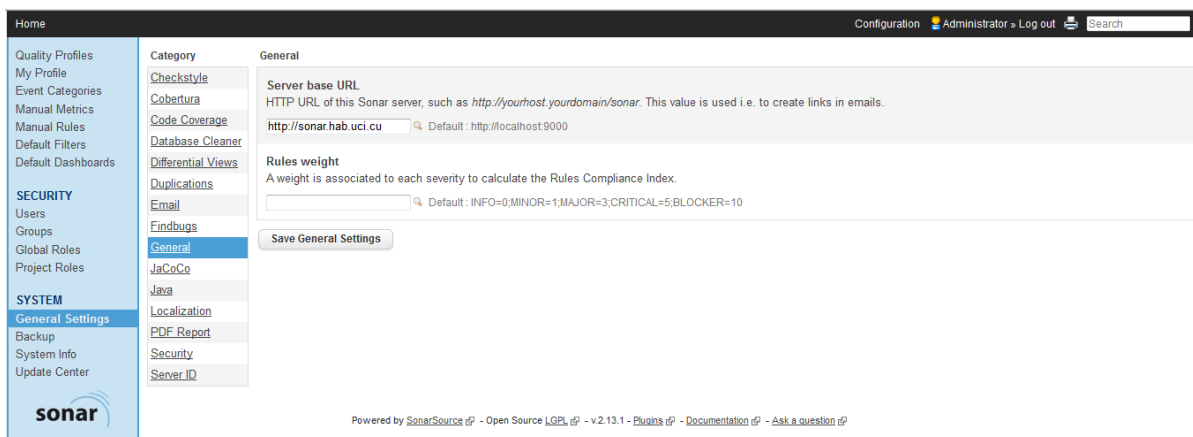 Home
Configuration Administrator » Log out Search
Quality Profiles
My Profile
Event Categories
Manual Metrics
Manual Rules
Default Filters
Default Dashboards
SECURITY
Users
Groups
Global Roles
Project Roles
SYSTEM
General Settings
Backup
System Info
Update Center
sonar
Category
Checkstyle
Cobertura
Code Coverage
Database Cleaner
Differential Views
Duplications
Email
Findbugs
General
JaCoCo
Java
Localization
PDF Report
Security
Server ID
General
Server base URL
HTTP URL of this Sonar server, such as http://yourhost.yourdomain/sonar. This value is used i.e. to create links in emails.
http://sonar.hab.uci.cu Default : http://localhost:9000
Rules weight
A weight is associated to each severity to calculate the Rules Compliance Index.
Default : INFO=0;MINOR=1;MAJOR=3;CRITICAL=5;BLOCKER=10
Save General Settings
Powered by SonarSource - Open Source LGPL - v.2.13.1 - Plugins - Documentation - Ask a question